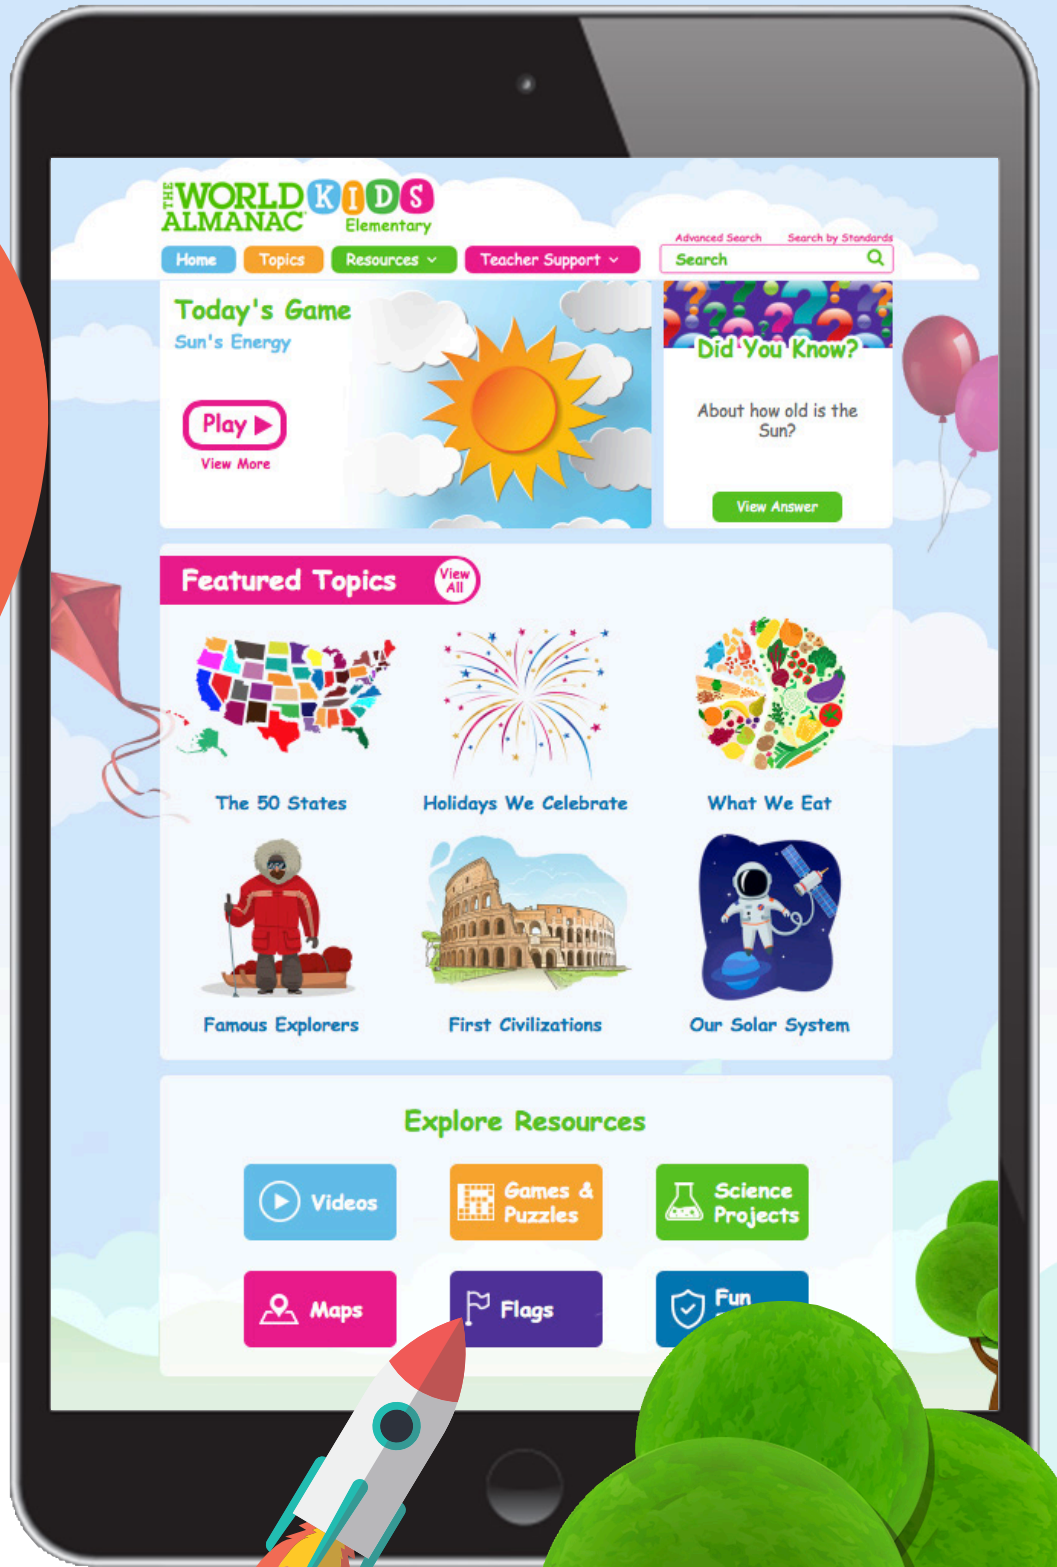 THE WORLD KIDS
ALMANAC Elementary
Advanced Search Search by Standards
Home Topics Resources Teacher Support Search
Today's Game
Sun's Energy
Play
View More
Did You Know?
About how old is the
Sun?
View Answer
Featured Topics
View
All
The 50 States
Holidays We Celebrate
What We Eat
Famous Explorers
First Civilizations
Our Solar System
Explore Resources
Videos
Games &
Puzzles
Science
Projects
Maps
Flags
Fun